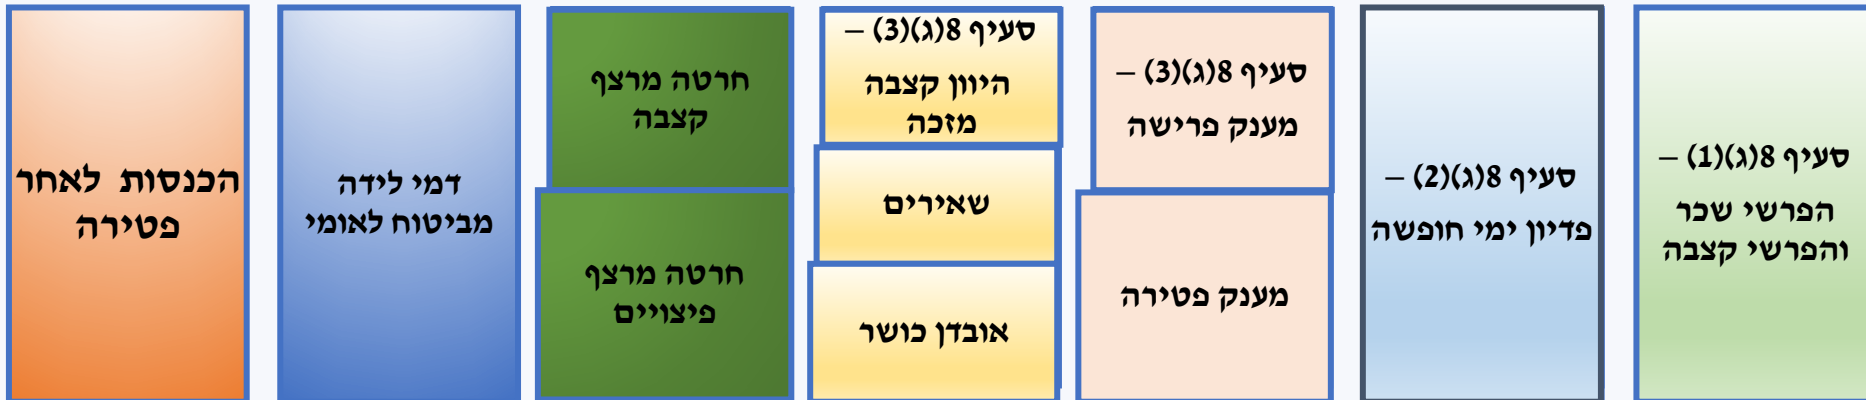 סעיף 8(ג)(1) –
הפרשי שכר
והפרשי קצבה
סעיף 8(ג)(2) –
פדיון ימי חופשה
סעיף 8(ג)(3) –
מענק פרישה
מענק פטירה
סעיף 8(ג)(3) –
היוון קצבה
מזכה
שאירים
אובדן כושר
חרטה מרצף
קצבה
חרטה מרצף
פיצויים
דמי לידה
מביטוח לאומי
הכנסות לאחר
פטירה